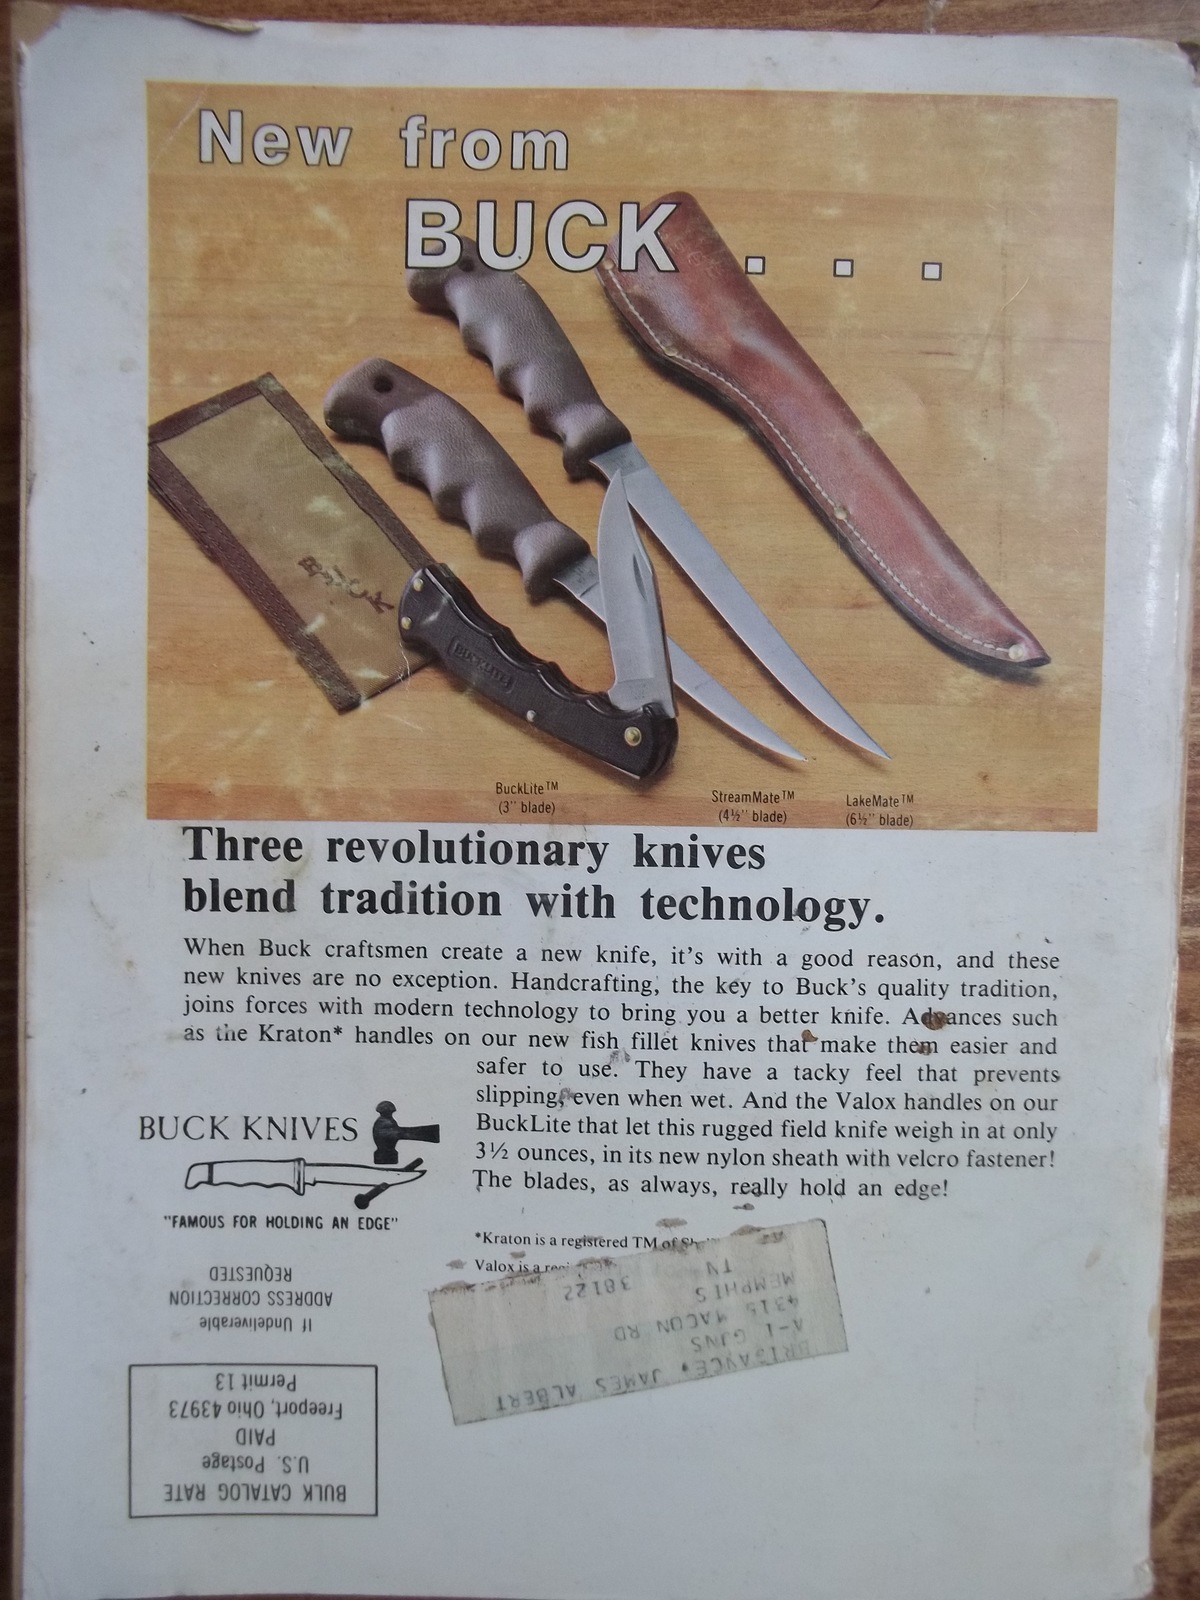 New from
BUCK . . .
BUCK
BUCKLITE
BuckLite™
(3" blade)
StreamMate™
(4½" blade)
LakeMate™
(6½" blade)
Three revolutionary knives
blend tradition with technology.
When Buck craftsmen create a new knife, it's with a good reason, and these
new knives are no exception. Handcrafting, the key to Buck's quality tradition,
joins forces with modern technology to bring you a better knife. Advances such
as the Kraton* handles on our new fish fillet knives that make them easier and
safer to use. They have a tacky feel that prevents
slipping, even when wet. And the Valox handles on our
BuckLite that let this rugged field knife weigh in at only
3½ ounces, in its new nylon sheath with velcro fastener!
The blades, as always, really hold an edge!
BUCK KNIVES
"FAMOUS FOR HOLDING AN EDGE"
*Kraton is a registered TM of
Valox is a
BULK CATALOG RATE
U.S. Postage
PAID
Freeport, Ohio 43973
Permit 13
If Undeliverable
ADDRESS CORRECTION
REQUESTED
BRISANCE, JAMES ALBERT
A-1 GUNS
4315 MACON RD
MEMPHIS
TN 38122